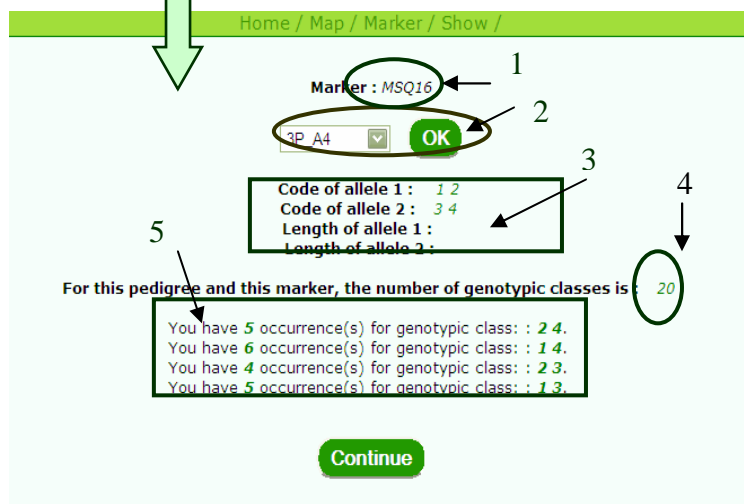 Home / Map / Marker / Show /
1
Marker : MSQ16
2
3P_A4 OK
3
Code of allele 1 : 1 2
4
Code of allele 2 : 3 4
Length of allele 1 :
5
Length of allele 2 :
For this pedigree and this marker, the number of genotypic classes is : 20
You have 5 occurrence(s) for genotypic class: : 2 4.
You have 6 occurrence(s) for genotypic class: : 1 4.
You have 4 occurrence(s) for genotypic class: : 2 3.
You have 5 occurrence(s) for genotypic class: : 1 3.
Continue